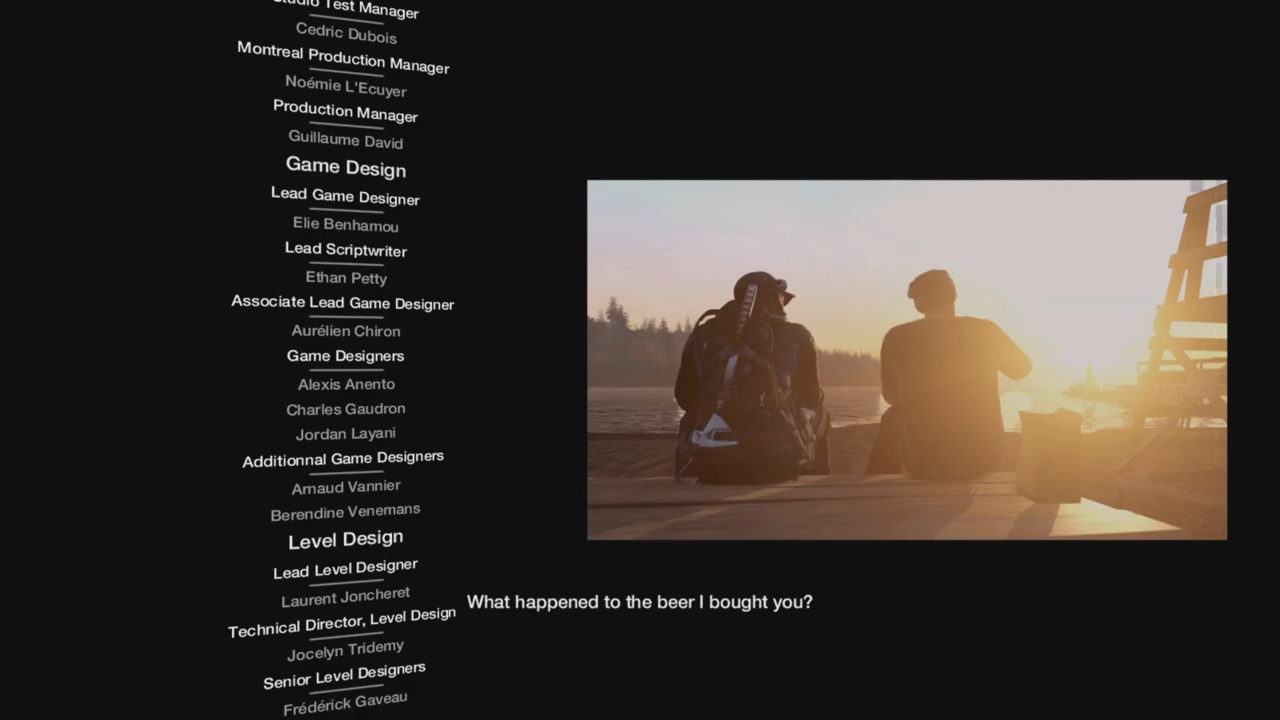 Studio Test Manager
Cedric Dubois
Montreal Production Manager
Noémie L'Ecuyer
Production Manager
Guillaume David
Game Design
Lead Game Designer
Elie Benhamou
Lead Scriptwriter
Ethan Petty
Associate Lead Game Designer
Aurélien Chiron
Game Designers
Alexis Anento
Charles Gaudron
Jordan Layani
Additionnal Game Designers
Arnaud Vannier
Berendine Venemans
Level Design
Lead Level Designer
Laurent Joncheret
Technical Director, Level Design
Jocelyn Tridemy
Senior Level Designers
Frédérick Gaveau
What happened to the beer I bought you?